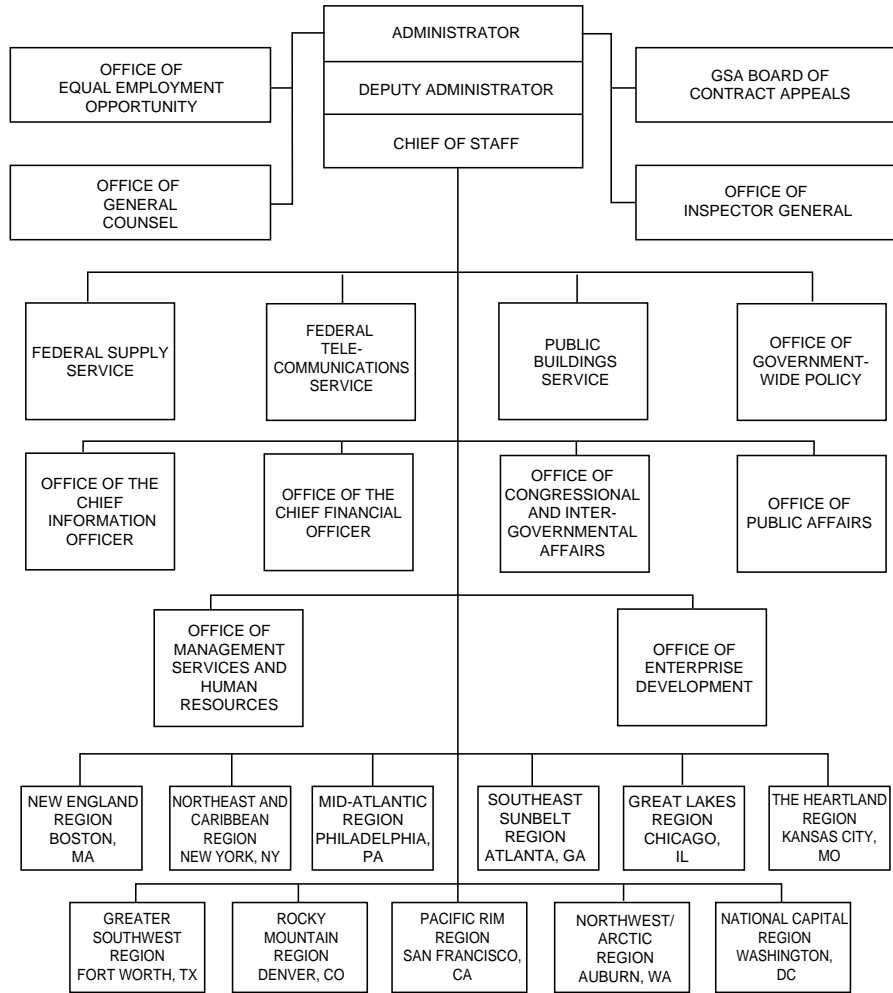 ADMINISTRATOR
DEPUTY ADMINISTRATOR
CHIEF OF STAFF
OFFICE OF
EQUAL EMPLOYMENT
OPPORTUNITY
GSA BOARD OF
CONTRACT APPEALS
OFFICE OF
GENERAL
COUNSEL
OFFICE OF
INSPECTOR GENERAL
FEDERAL SUPPLY
SERVICE
FEDERAL
TELE-
COMMUNICATIONS
SERVICE
PUBLIC
BUILDINGS
SERVICE
OFFICE OF
GOVERNMENT-
WIDE POLICY
OFFICE OF THE
CHIEF
INFORMATION
OFFICER
OFFICE OF THE
CHIEF FINANCIAL
OFFICER
OFFICE OF
CONGRESSIONAL
AND INTER-
GOVERNMENTAL
AFFAIRS
OFFICE OF
PUBLIC AFFAIRS
OFFICE OF
MANAGEMENT
SERVICES AND
HUMAN
RESOURCES
OFFICE OF
ENTERPRISE
DEVELOPMENT
NEW ENGLAND
REGION
BOSTON,
MA
NORTHEAST AND
CARIBBEAN
REGION
NEW YORK, NY
MID-ATLANTIC
REGION
PHILADELPHIA,
PA
SOUTHEAST
SUNBELT
REGION
ATLANTA, GA
GREAT LAKES
REGION
CHICAGO,
IL
THE HEARTLAND
REGION
KANSAS CITY,
MO
GREATER
SOUTHWEST
REGION
FORT WORTH, TX
ROCKY
MOUNTAIN
REGION
DENVER, CO
PACIFIC RIM
REGION
SAN FRANCISCO,
CA
NORTHWEST/
ARCTIC
REGION
AUBURN, WA
NATIONAL CAPITAL
REGION
WASHINGTON,
DC